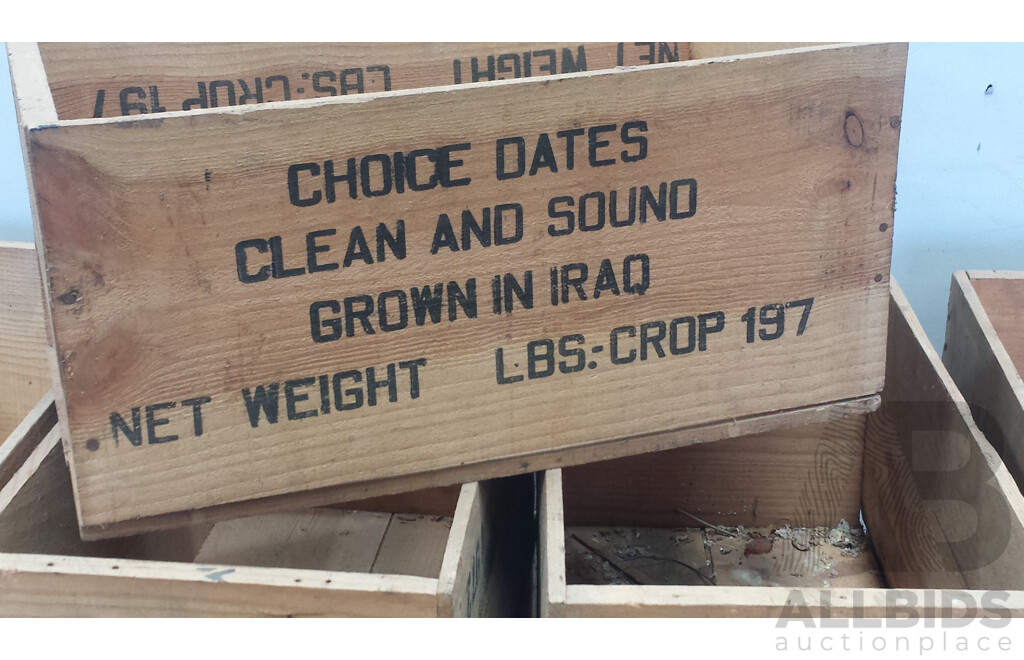 NET WEIGHT LBS:-CROP 197
CHOICE DATES
CLEAN AND SOUND
GROWN IN IRAQ
NET WEIGHT LBS:-CROP 197
ALLBIDS
auctionplace